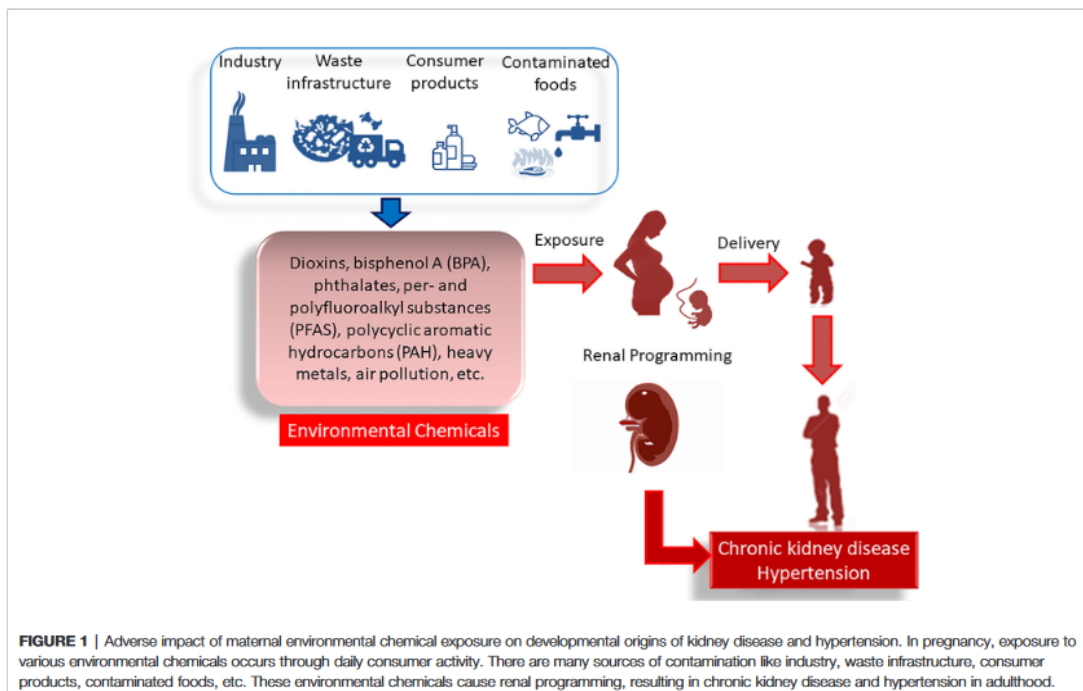 Industry
Waste
infrastructure
Consumer
products
Contaminated
foods
Dioxins, bisphenol A (BPA),
phthalates, per- and
polyfluoroalkyl substances
(PFAS), polycyclic aromatic
hydrocarbons (PAH), heavy
metals, air pollution, etc.
Environmental Chemicals
Exposure
Delivery
Renal Programming
Chronic kidney disease
Hypertension
FIGURE 1 | Adverse impact of maternal environmental chemical exposure on developmental origins of kidney disease and hypertension. In pregnancy, exposure to
various environmental chemicals occurs through daily consumer activity. There are many sources of contamination like industry, waste infrastructure, consumer
products, contaminated foods, etc. These environmental chemicals cause renal programming, resulting in chronic kidney disease and hypertension in adulthood.